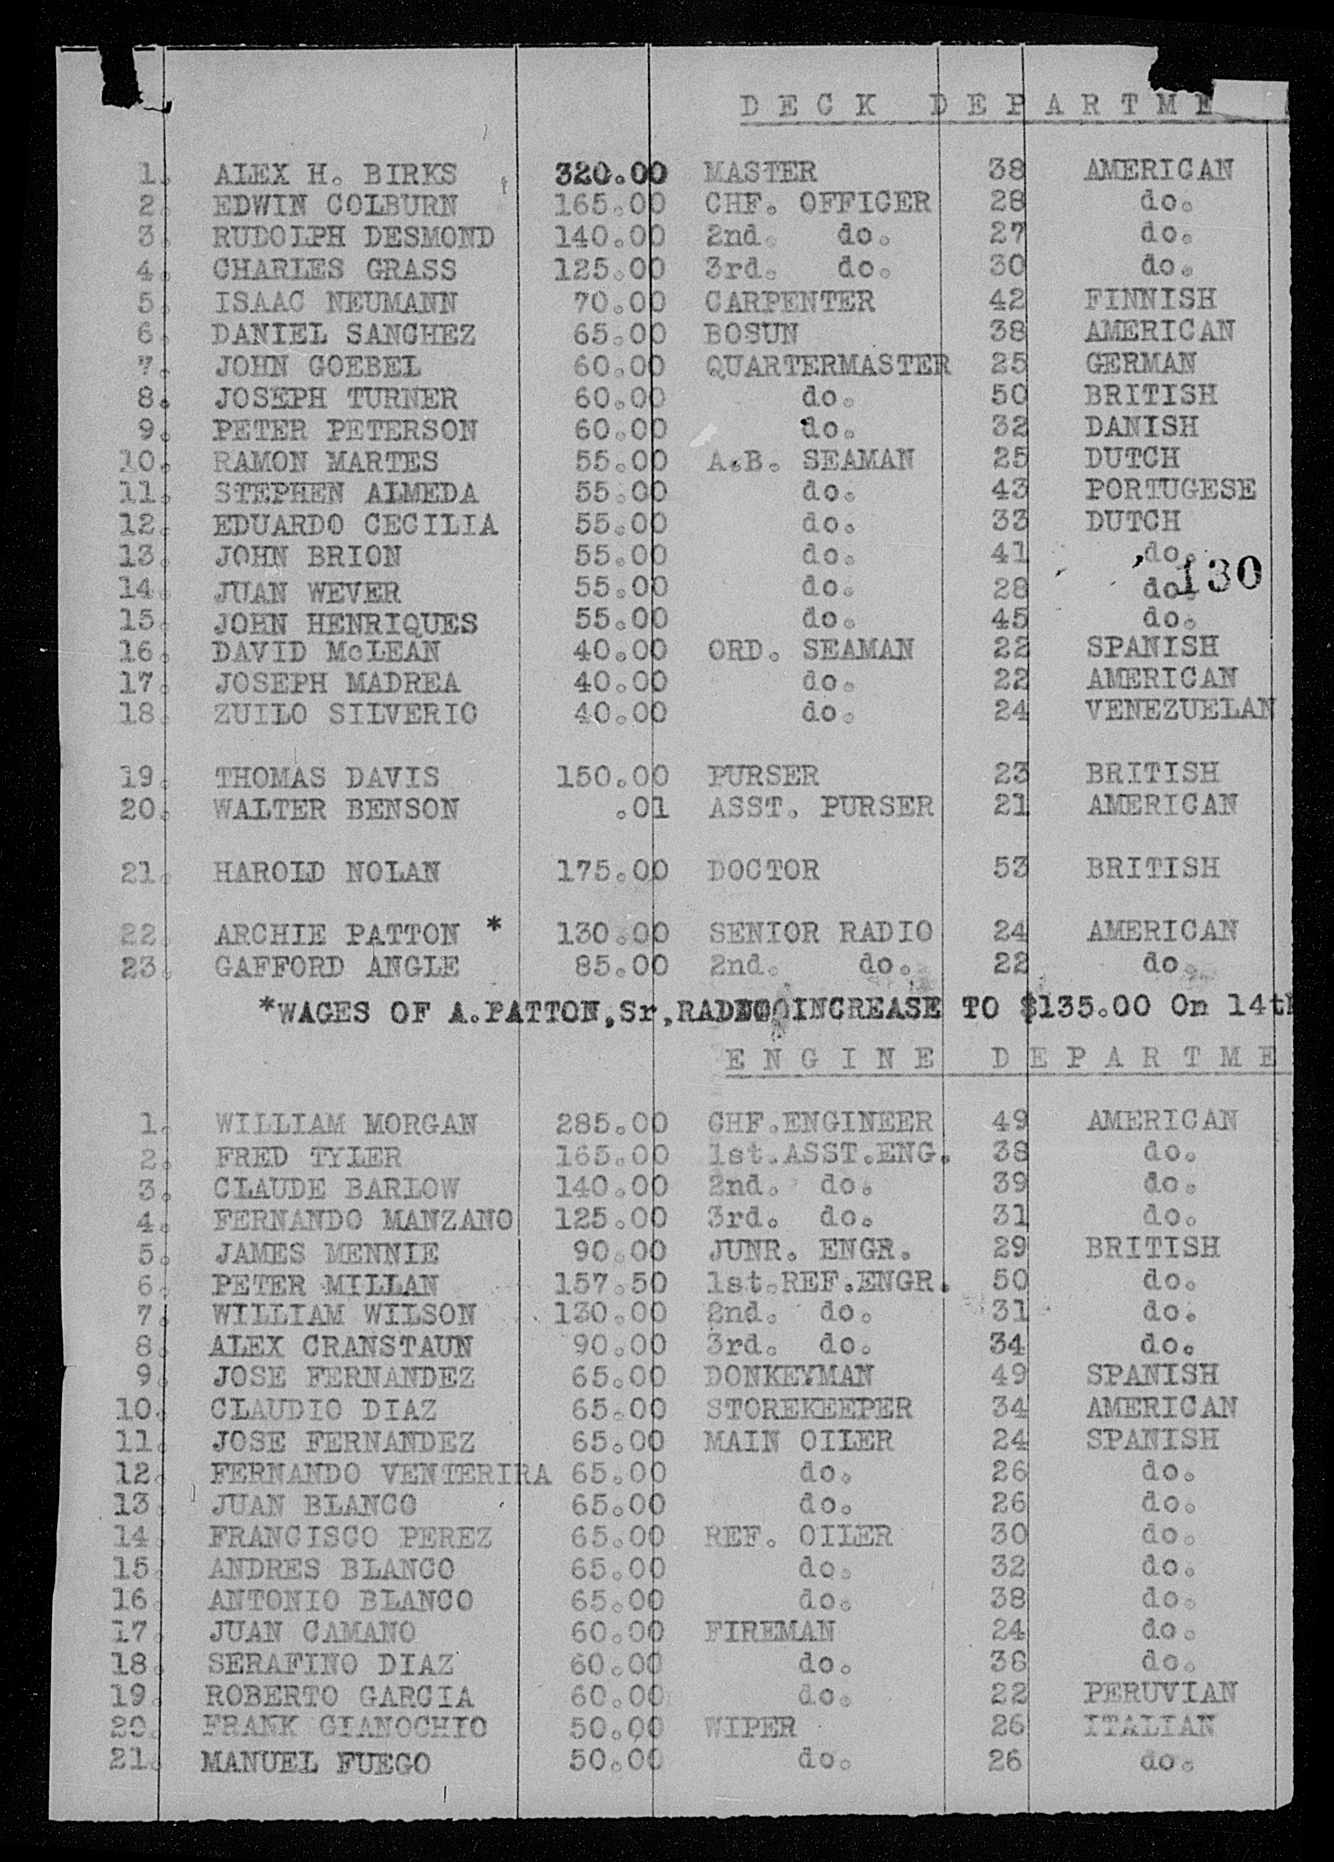 DECK DEPARTME
1. ALEX H. BIRKS 320.00 MASTER 38 AMERICAN
2. EDWIN COLBURN 165.00 CHF. OFFICER 28 do.
3. RUDOLPH DESMOND 140.00 2nd. do. 27 do.
4. CHARLES GRASS 125.00 3rd. do. 30 do.
5. ISAAC NEUMANN 70.00 CARPENTER 42 FINNISH
6. DANIEL SANCHEZ 65.00 BOSUN 38 AMERICAN
7. JOHN GOEBEL 60.00 QUARTERMASTER 25 GERMAN
8. JOSEPH TURNER 60.00 do. 50 BRITISH
9. PETER PETERSON 60.00 do. 32 DANISH
10. RAMON MARTES 55.00 A.B. SEAMAN 25 DUTCH
11. STEPHEN ALMEDA 55.00 do. 43 PORTUGESE
12. EDUARDO CECILIA 55.00 do. 33 DUTCH
13. JOHN BRION 55.00 do. 41 do.
130
14. JUAN WEVER 55.00 do. 28 do.
15. JOHN HENRIQUES 55.00 do. 45 do.
16. DAVID McLEAN 40.00 ORD. SEAMAN 22 SPANISH
17. JOSEPH MADREA 40.00 do. 22 AMERICAN
18. ZUILO SILVERIO 40.00 do. 24 VENEZUELAN
19. THOMAS DAVIS 150.00 PURSER 23 BRITISH
20. WALTER BENSON .01 ASST. PURSER 21 AMERICAN
21. HAROLD NOLAN 175.00 DOCTOR 53 BRITISH
22. ARCHIE PATTON * 130.00 SENIOR RADIO 24 AMERICAN
23. GAFFORD ANGLE 85.00 2nd. do. 22 do.
*WAGES OF A.PATTON,Sr, INCREASE TO $135.00 On 14th
ENGINE DEPARTME
1. WILLIAM MORGAN 285.00 CHF.ENGINEER 49 AMERICAN
2. FRED TYLER 165.00 1st.ASST.ENG. 38 do.
3. CLAUDE BARLOW 140.00 2nd. do. 39 do.
4. FERNANDO MANZANO 125.00 3rd. do. 31 do.
5. JAMES MENNIE 90.00 JUNR. ENGR. 29 BRITISH
6. PETER MILLAN 157.50 1st.REF.ENGR. 50 do.
7. WILLIAM WILSON 130.00 2nd. do. 31 do.
8. ALEX CRANSTAUN 90.00 3rd. do. 34 do.
9. JOSE FERNANDEZ 65.00 DONKEYMAN 49 SPANISH
10. CLAUDIO DIAZ 65.00 STOREKEEPER 34 AMERICAN
11. JOSE FERNANDEZ 65.00 MAIN OILER 24 SPANISH
12. FERNANDO VENTERIRA 65.00 do. 26 do.
13. JUAN BLANCO 65.00 do. 26 do.
14. FRANCISCO PEREZ 65.00 REF. OILER 30 do.
15. ANDRES BLANCO 65.00 do. 32 do.
16. ANTONIO BLANCO 65.00 do. 38 do.
17. JUAN CAMANO 60.00 FIREMAN 24 do.
18. SERAFINO DIAZ 60.00 do. 38 do.
19. ROBERTO GARCIA 60.00 do. 22 PERUVIAN
20. FRANK GIANOCHIO 50.00 WIPER 26 ITALIAN
21. MANUEL FUEGO 50.00 do. 26 do.